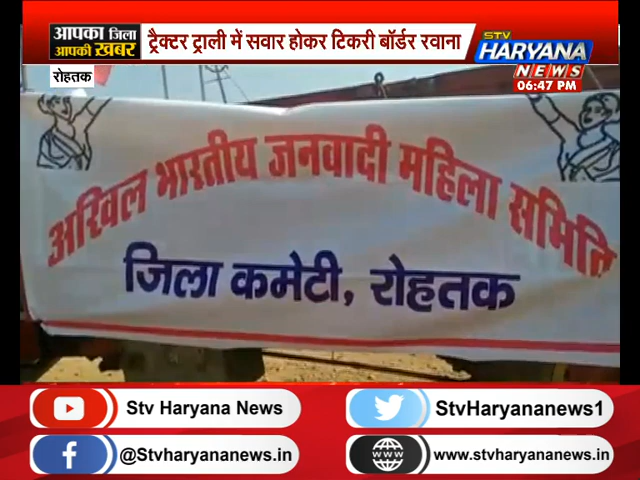 आपका जिला
आपकी खबर
ट्रैक्टर ट्राली में सवार होकर टिकरी बॉर्डर रवाना
STV
HARYANA
NEWS
06:47 PM
रोहतक
अखिल भारतीय जनवादी महिला समिति
जिला कमेटी, रोहतक
Stv Haryana News
StvHaryananews1
@Stvharyananews.in
www.stvharyananews.in
WWW